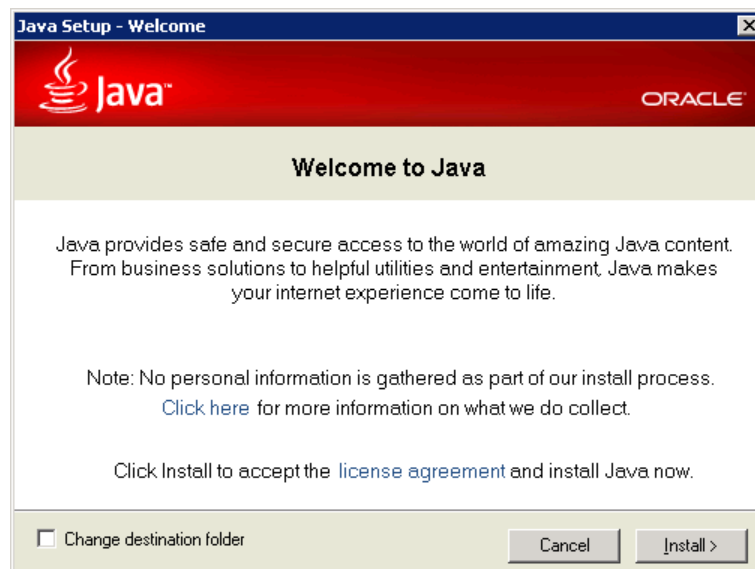 Java Setup - Welcome
Java™
ORACLE
Welcome to Java
Java provides safe and secure access to the world of amazing Java content.
From business solutions to helpful utilities and entertainment, Java makes
your internet experience come to life.
Note: No personal information is gathered as part of our install process.
Click here for more information on what we do collect.
Click Install to accept the license agreement and install Java now.
Change destination folder
Cancel
Install >